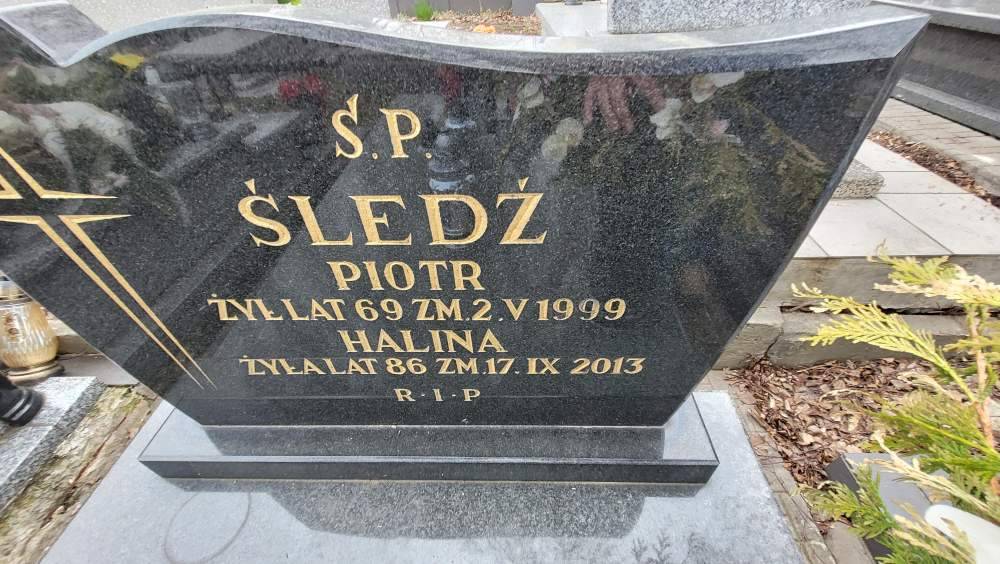 Ś.P.
ŚLEDŹ
PIOTR
ŻYŁ LAT 69 ZM. 2. V 1999
HALINA
ŻYŁA LAT 86 ZM. 17. IX 2013
R·I·P